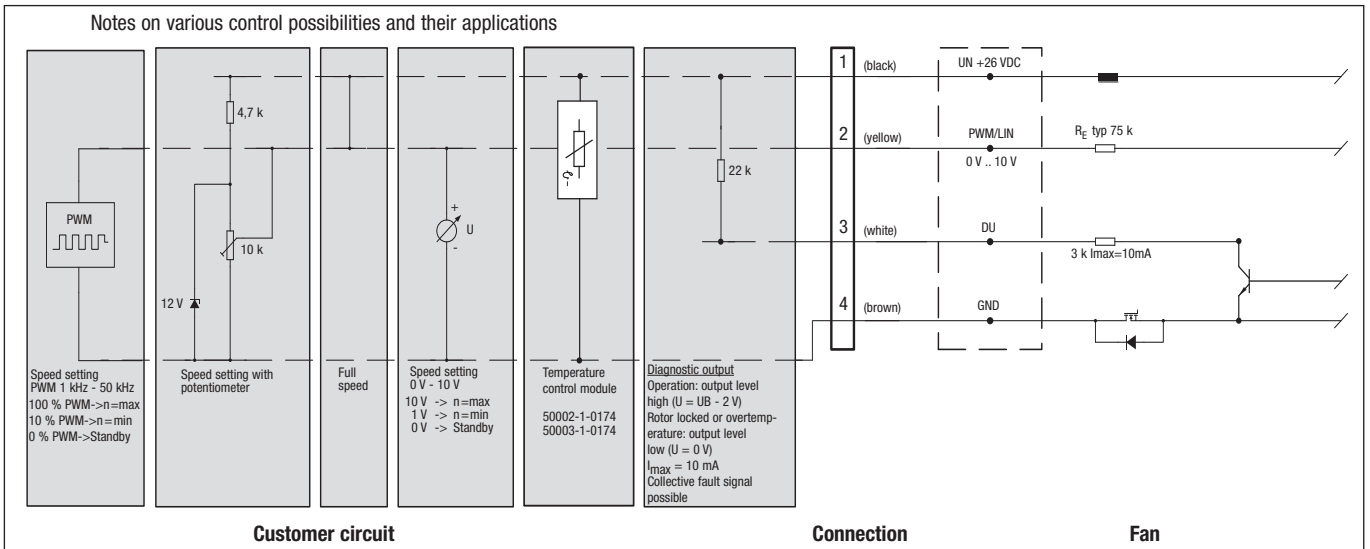 Notes on various control possibilities and their applications
PWM
Speed setting
PWM 1 kHz - 50 kHz
100 % PWM->n=max
10 % PWM->n=min
0 % PWM->Standby
4,7 k
10 k
12 V
Speed setting with
potentiometer
Full
speed
+
U
-
Speed setting
0 V - 10 V
10 V -> n=max
1 V -> n=min
0 V -> Standby
Temperature
control module
50002-1-0174
50003-1-0174
22 k
Diagnostic output
Operation: output level
high (U = UB - 2 V)
Rotor locked or overtemp-
erature: output level
low (U = 0 V)
Imax = 10 mA
Collective fault signal
possible
1 (black)
2 (yellow)
3 (white)
4 (brown)
UN +26 VDC
PWM/LIN
0 V .. 10 V
DU
GND
RE typ 75 k
3 k Imax=10mA
Customer circuit
Connection
Fan